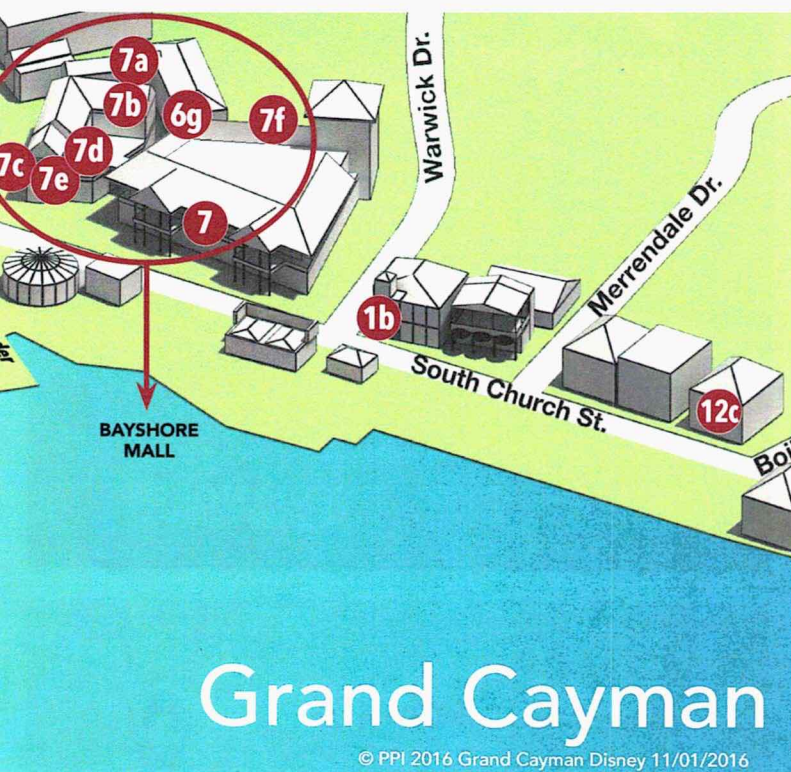 7a
7b
6g
7f
7c
7d
7e
7
Warwick Dr.
Merrendale Dr.
1b
South Church St.
12c
BAYSHORE
MALL
Grand Cayman
© PPI 2016 Grand Cayman Disney 11/01/2016